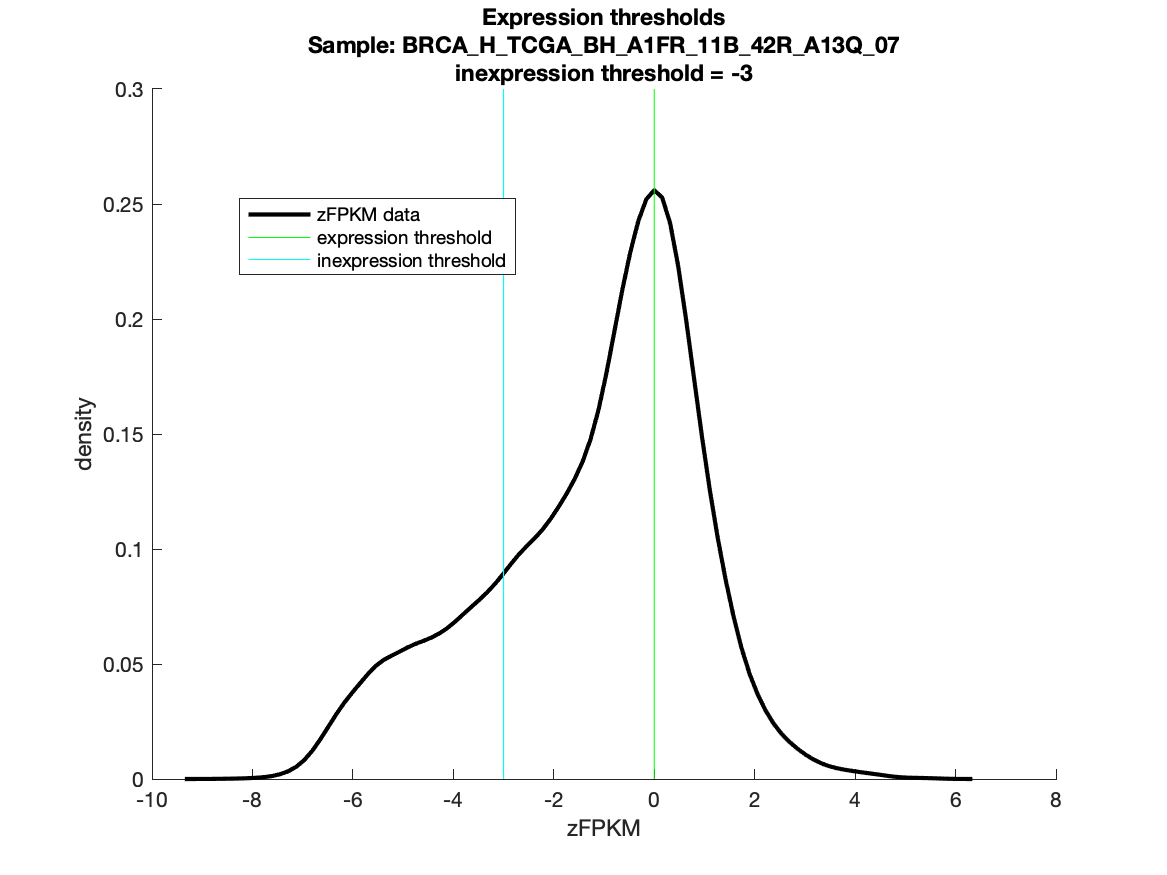 Expression thresholds
Sample: BRCA_H_TCGA_BH_A1FR_11B_42R_A13Q_07
inexpression threshold = -3
0.3
0.25
0.2
0.15
0.1
0.05
0
density
zFPKM data
expression threshold
inexpression threshold
-10 -8 -6 -4 -2 0 2 4 6 8
zFPKM